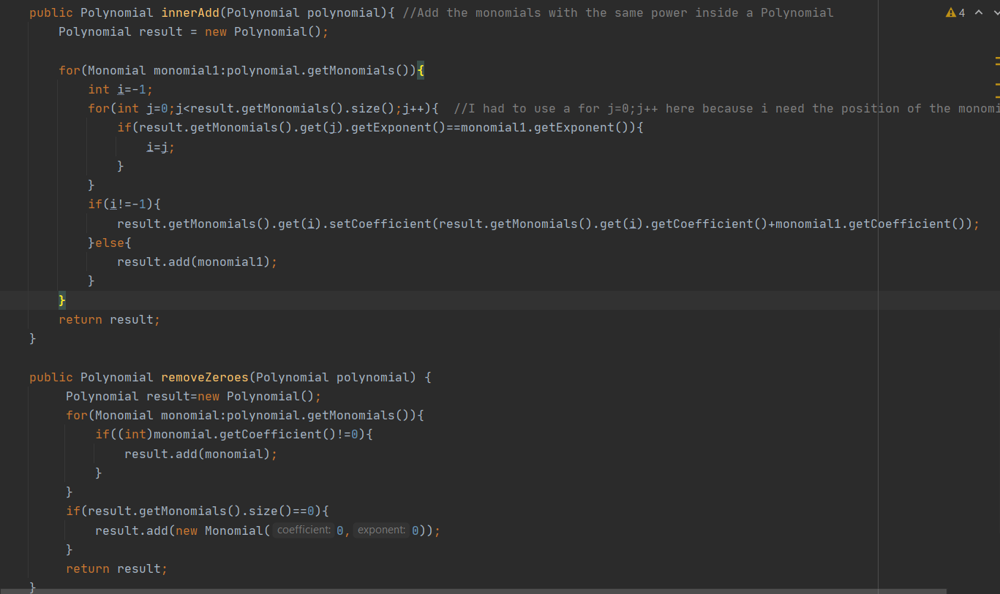 public Polynomial innerAdd(Polynomial polynomial){ //Add the monomials with the same power inside a Polynomial
4
Polynomial result = new Polynomial();
for(Monomial monomial1:polynomial.getMonomials()){
int i=-1;
for(int j=0;j<result.getMonomials().size();j++){  //I had to use a for j=0;j++ here because i need the position of the
if(result.getMonomials().get(j).getExponent()==monomial1.getExponent()){
i=j;
}
}
if(i!=-1){
result.getMonomials().get(i).setCoefficient(result.getMonomials().get(i).getCoefficient()+monomial1.getCoefficient());
}else{
result.add(monomial1);
}
}
return result;
}
public Polynomial removeZeroes(Polynomial polynomial) {
Polynomial result=new Polynomial();
for(Monomial monomial:polynomial.getMonomials()){
if((int)monomial.getCoefficient()!=0){
result.add(monomial);
}
}
if(result.getMonomials().size()==0){
result.add(new Monomial( coefficient: 0, exponent: 0));
}
return result;
}